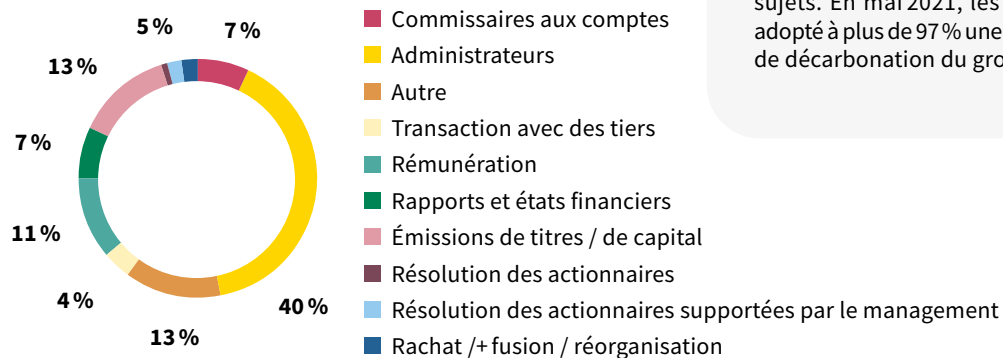 5 %
7 %
13 %
7 %
11 %
4 %
13 %
40 %
Commissaires aux comptes
Administrateurs
Autre
Transaction avec des tiers
Rémunération
Rapports et états financiers
Émissions de titres / de capital
Résolution des actionnaires
Résolution des actionnaires supportées par le management
Rachat /+ fusion / réorganisation
sujets. En mai 2021, les
adopté à plus de 97 % une
de décarbonation du gro